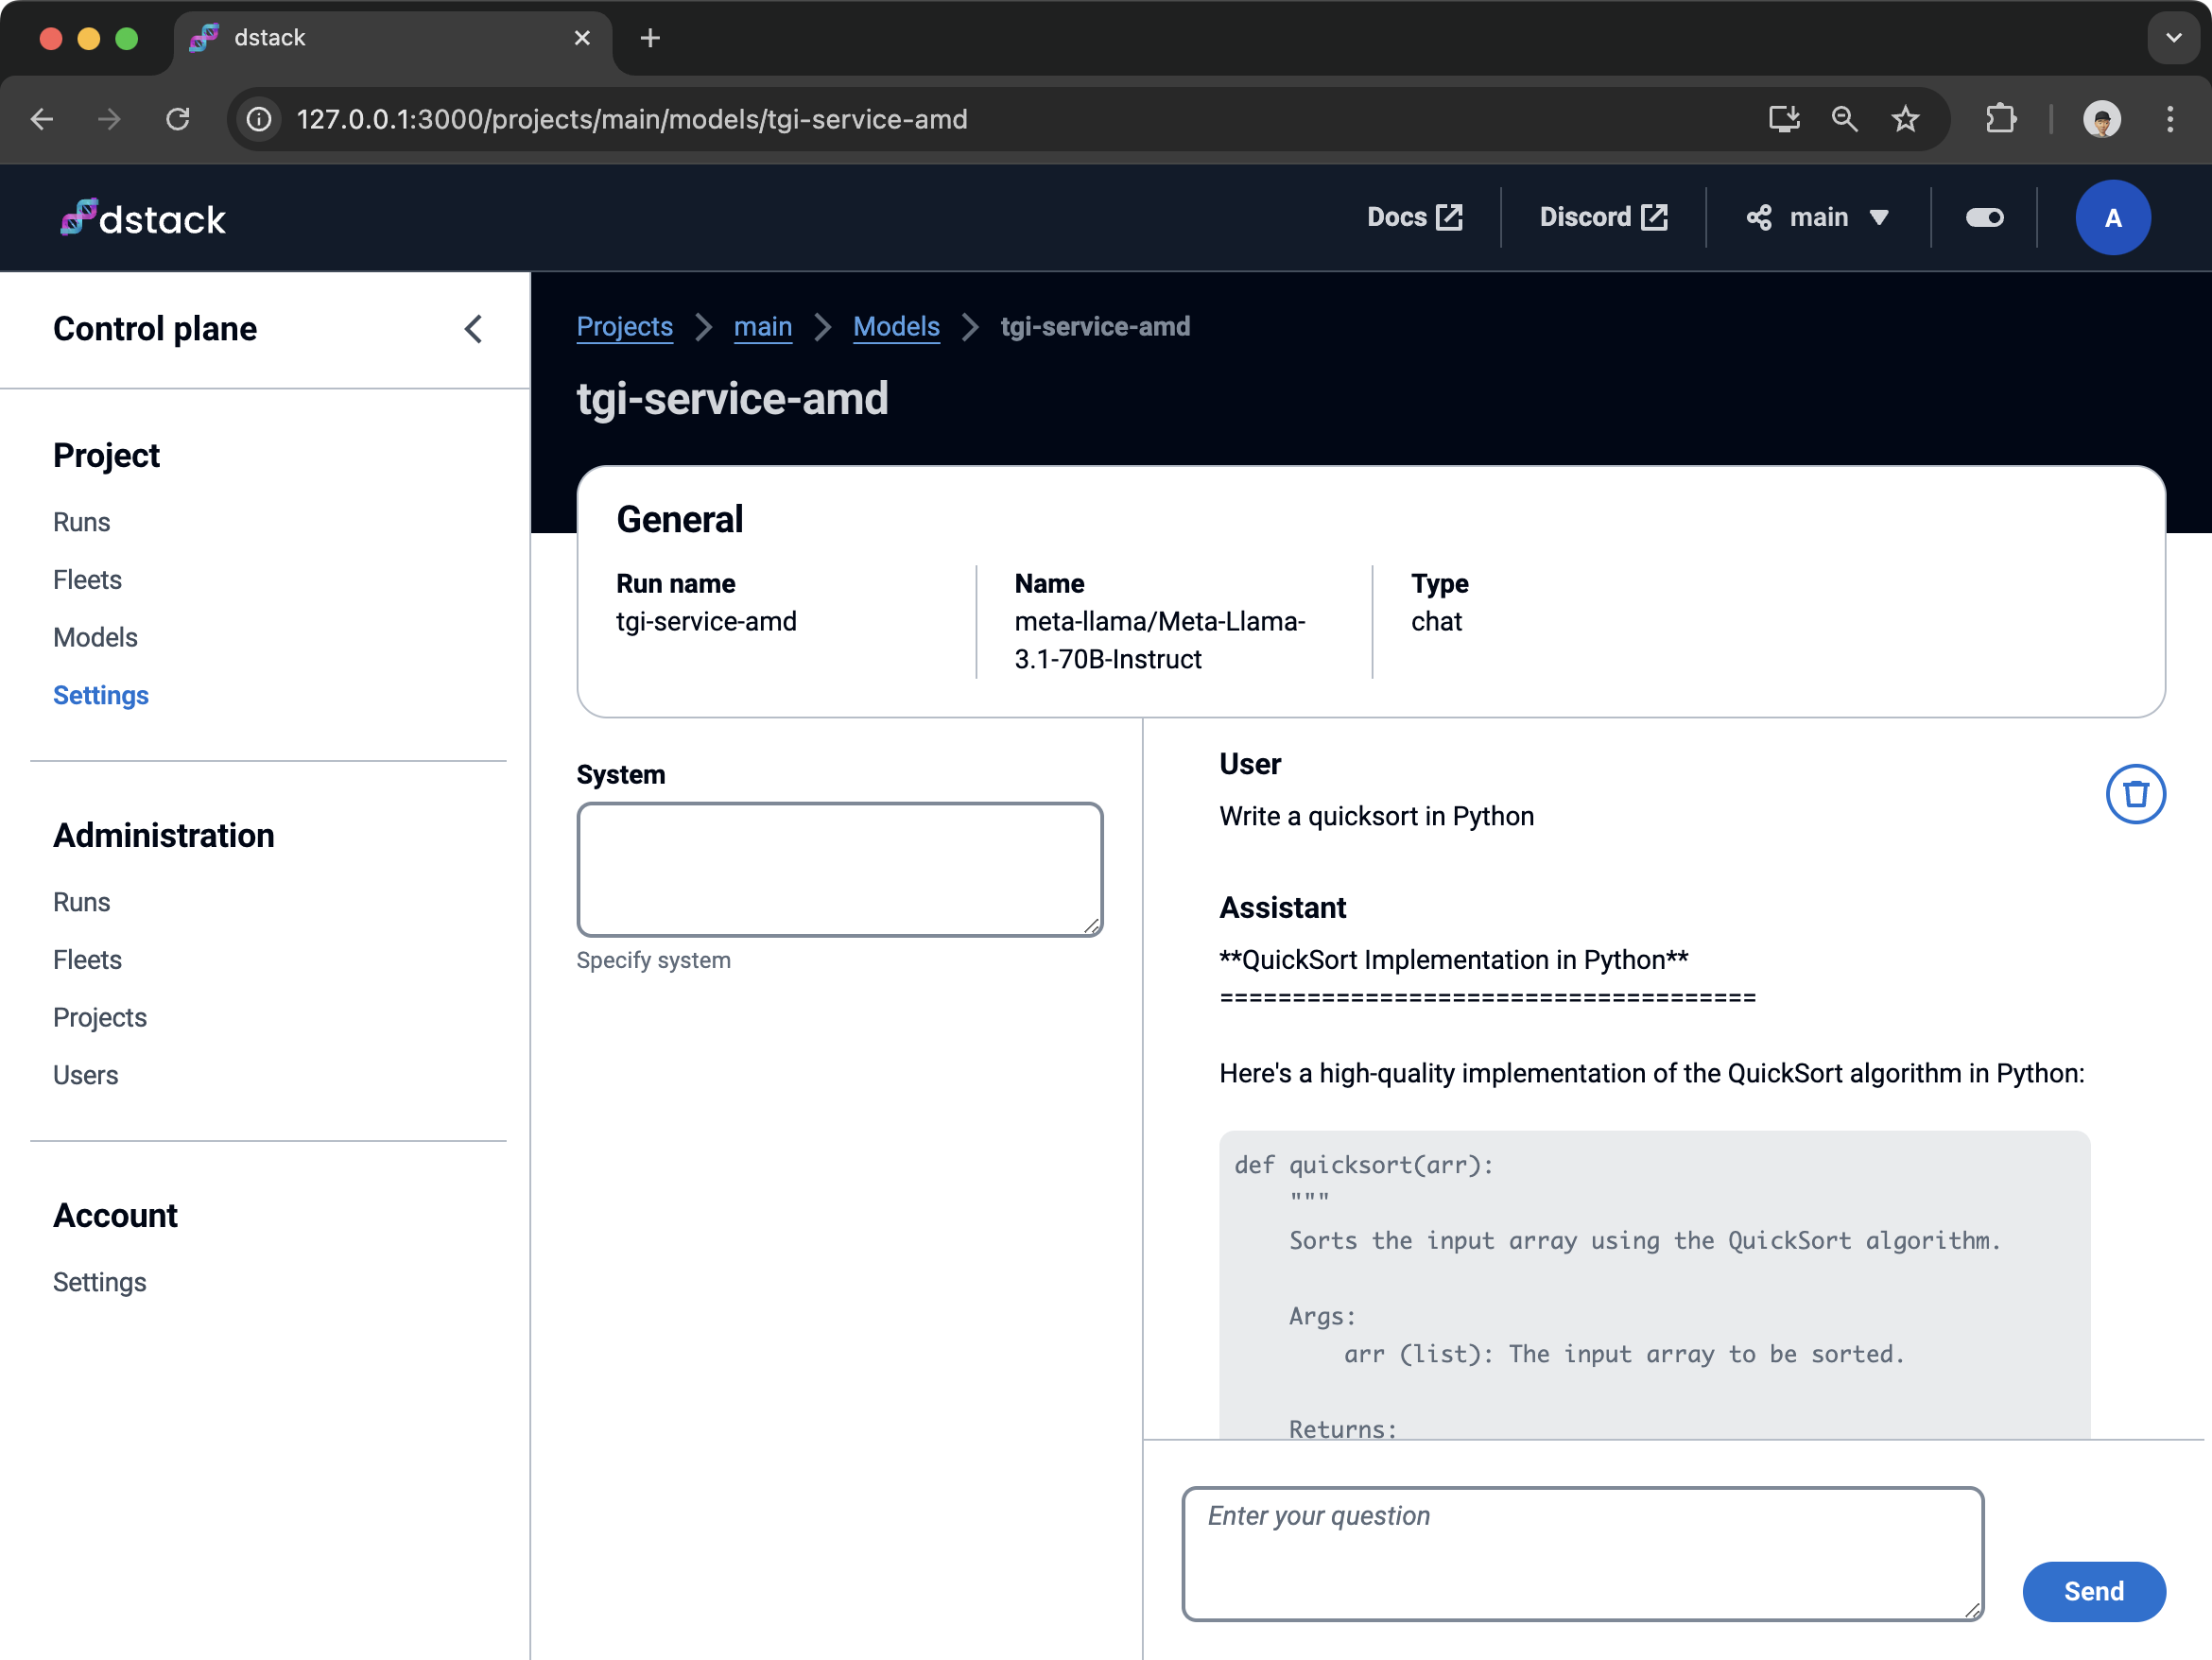 dstack
127.0.0.1:3000/projects/main/models/tgi-service-amd
dstack
Docs
Discord
main
A
Control plane
Project
Runs
Fleets
Models
Settings
Administration
Runs
Fleets
Projects
Users
Account
Settings
Projects
main
Models
tgi-service-amd
tgi-service-amd
General
Run name
tgi-service-amd
Name
meta-llama/Meta-Llama-
3.1-70B-Instruct
Type
chat
System
Specify system
User
Write a quicksort in Python
Assistant
**QuickSort Implementation in Python**
=====================================
Here's a high-quality implementation of the QuickSort algorithm in Python:
def quicksort(arr):
"""
Sorts the input array using the QuickSort algorithm.
Args:
arr (list): The input array to be sorted.
Returns:
Enter your question
Send